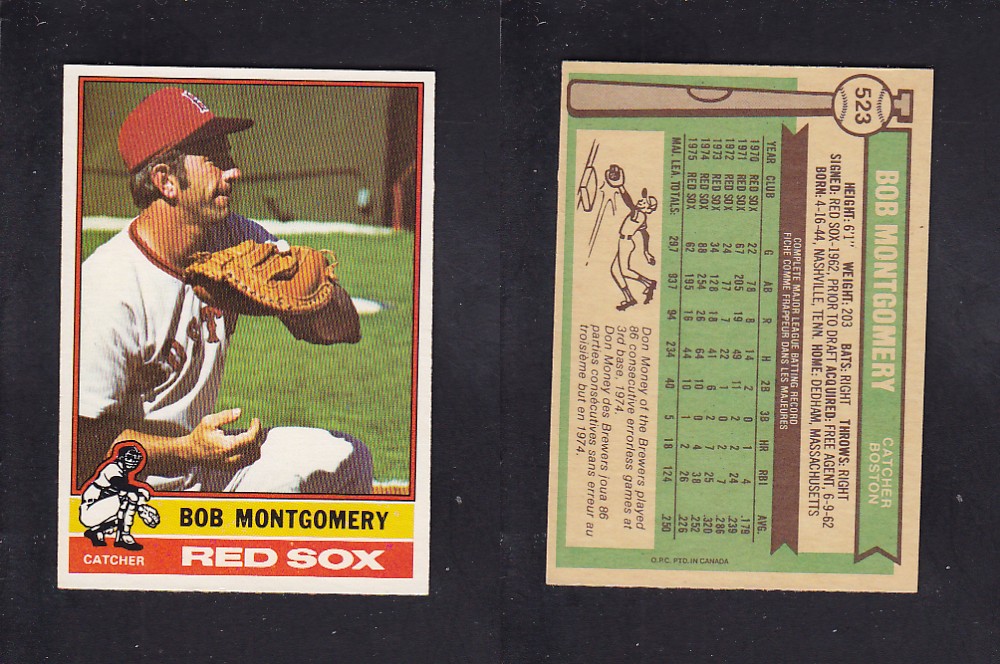 BOB MONTGOMERY
CATCHER
RED SOX
523
BOB MONTGOMERY
CATCHER
BOSTON
HEIGHT: 6'1" WEIGHT: 203 BATS: RIGHT THROWS: RIGHT
SIGNED: RED SOX-1962, PRIOR TO DRAFT ACQUIRED: FREE AGENT, 6-9-62
BORN: 4-16-44, NASHVILLE, TENN. HOME: DEDHAM, MASSACHUSETTS
COMPLETE MAJOR LEAGUE BATTING RECORD
FICHE COMME FRAPPEUR DANS LES MAJEURES
YEAR CLUB G AB R H 2B 3B HR RBI AVG.
1970 RED SOX 22 78 8 14 2 0 1 4 .179
1971 RED SOX 67 205 19 49 11 2 2 24 .239
1972 RED SOX 24 77 7 22 1 0 2 7 .286
1973 RED SOX 34 128 18 41 6 2 7 25 .320
1974 RED SOX 88 254 26 64 10 0 4 38 .252
1975 RED SOX 62 195 16 44 10 1 2 26 .226
MAJ. LEA. TOTALS: 297 937 94 234 40 5 18 124 .250
Don Money of the Brewers played
86 consecutive errorless games at
3rd base, 1974.
Don Money des Brewers joua 86
parties consécutives sans erreur au
troisième but en 1974.
O.P.C. PTD. IN CANADA